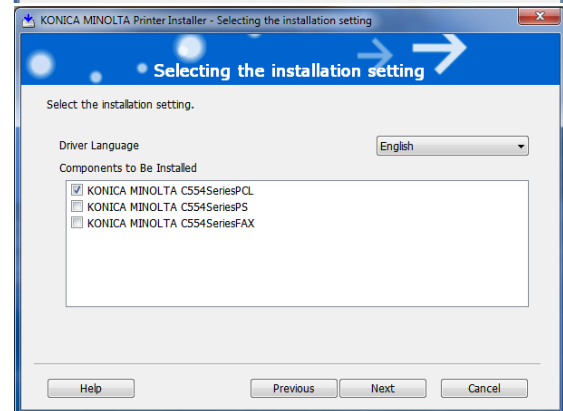 KONICA MINOLTA Printer Installer - Selecting the installation setting
Selecting the installation setting
Select the installation setting.
Driver Language
English
Components to Be Installed
KONICA MINOLTA C554SeriesPCL
KONICA MINOLTA C554SeriesPS
KONICA MINOLTA C554SeriesFAX
Help Previous Next Cancel